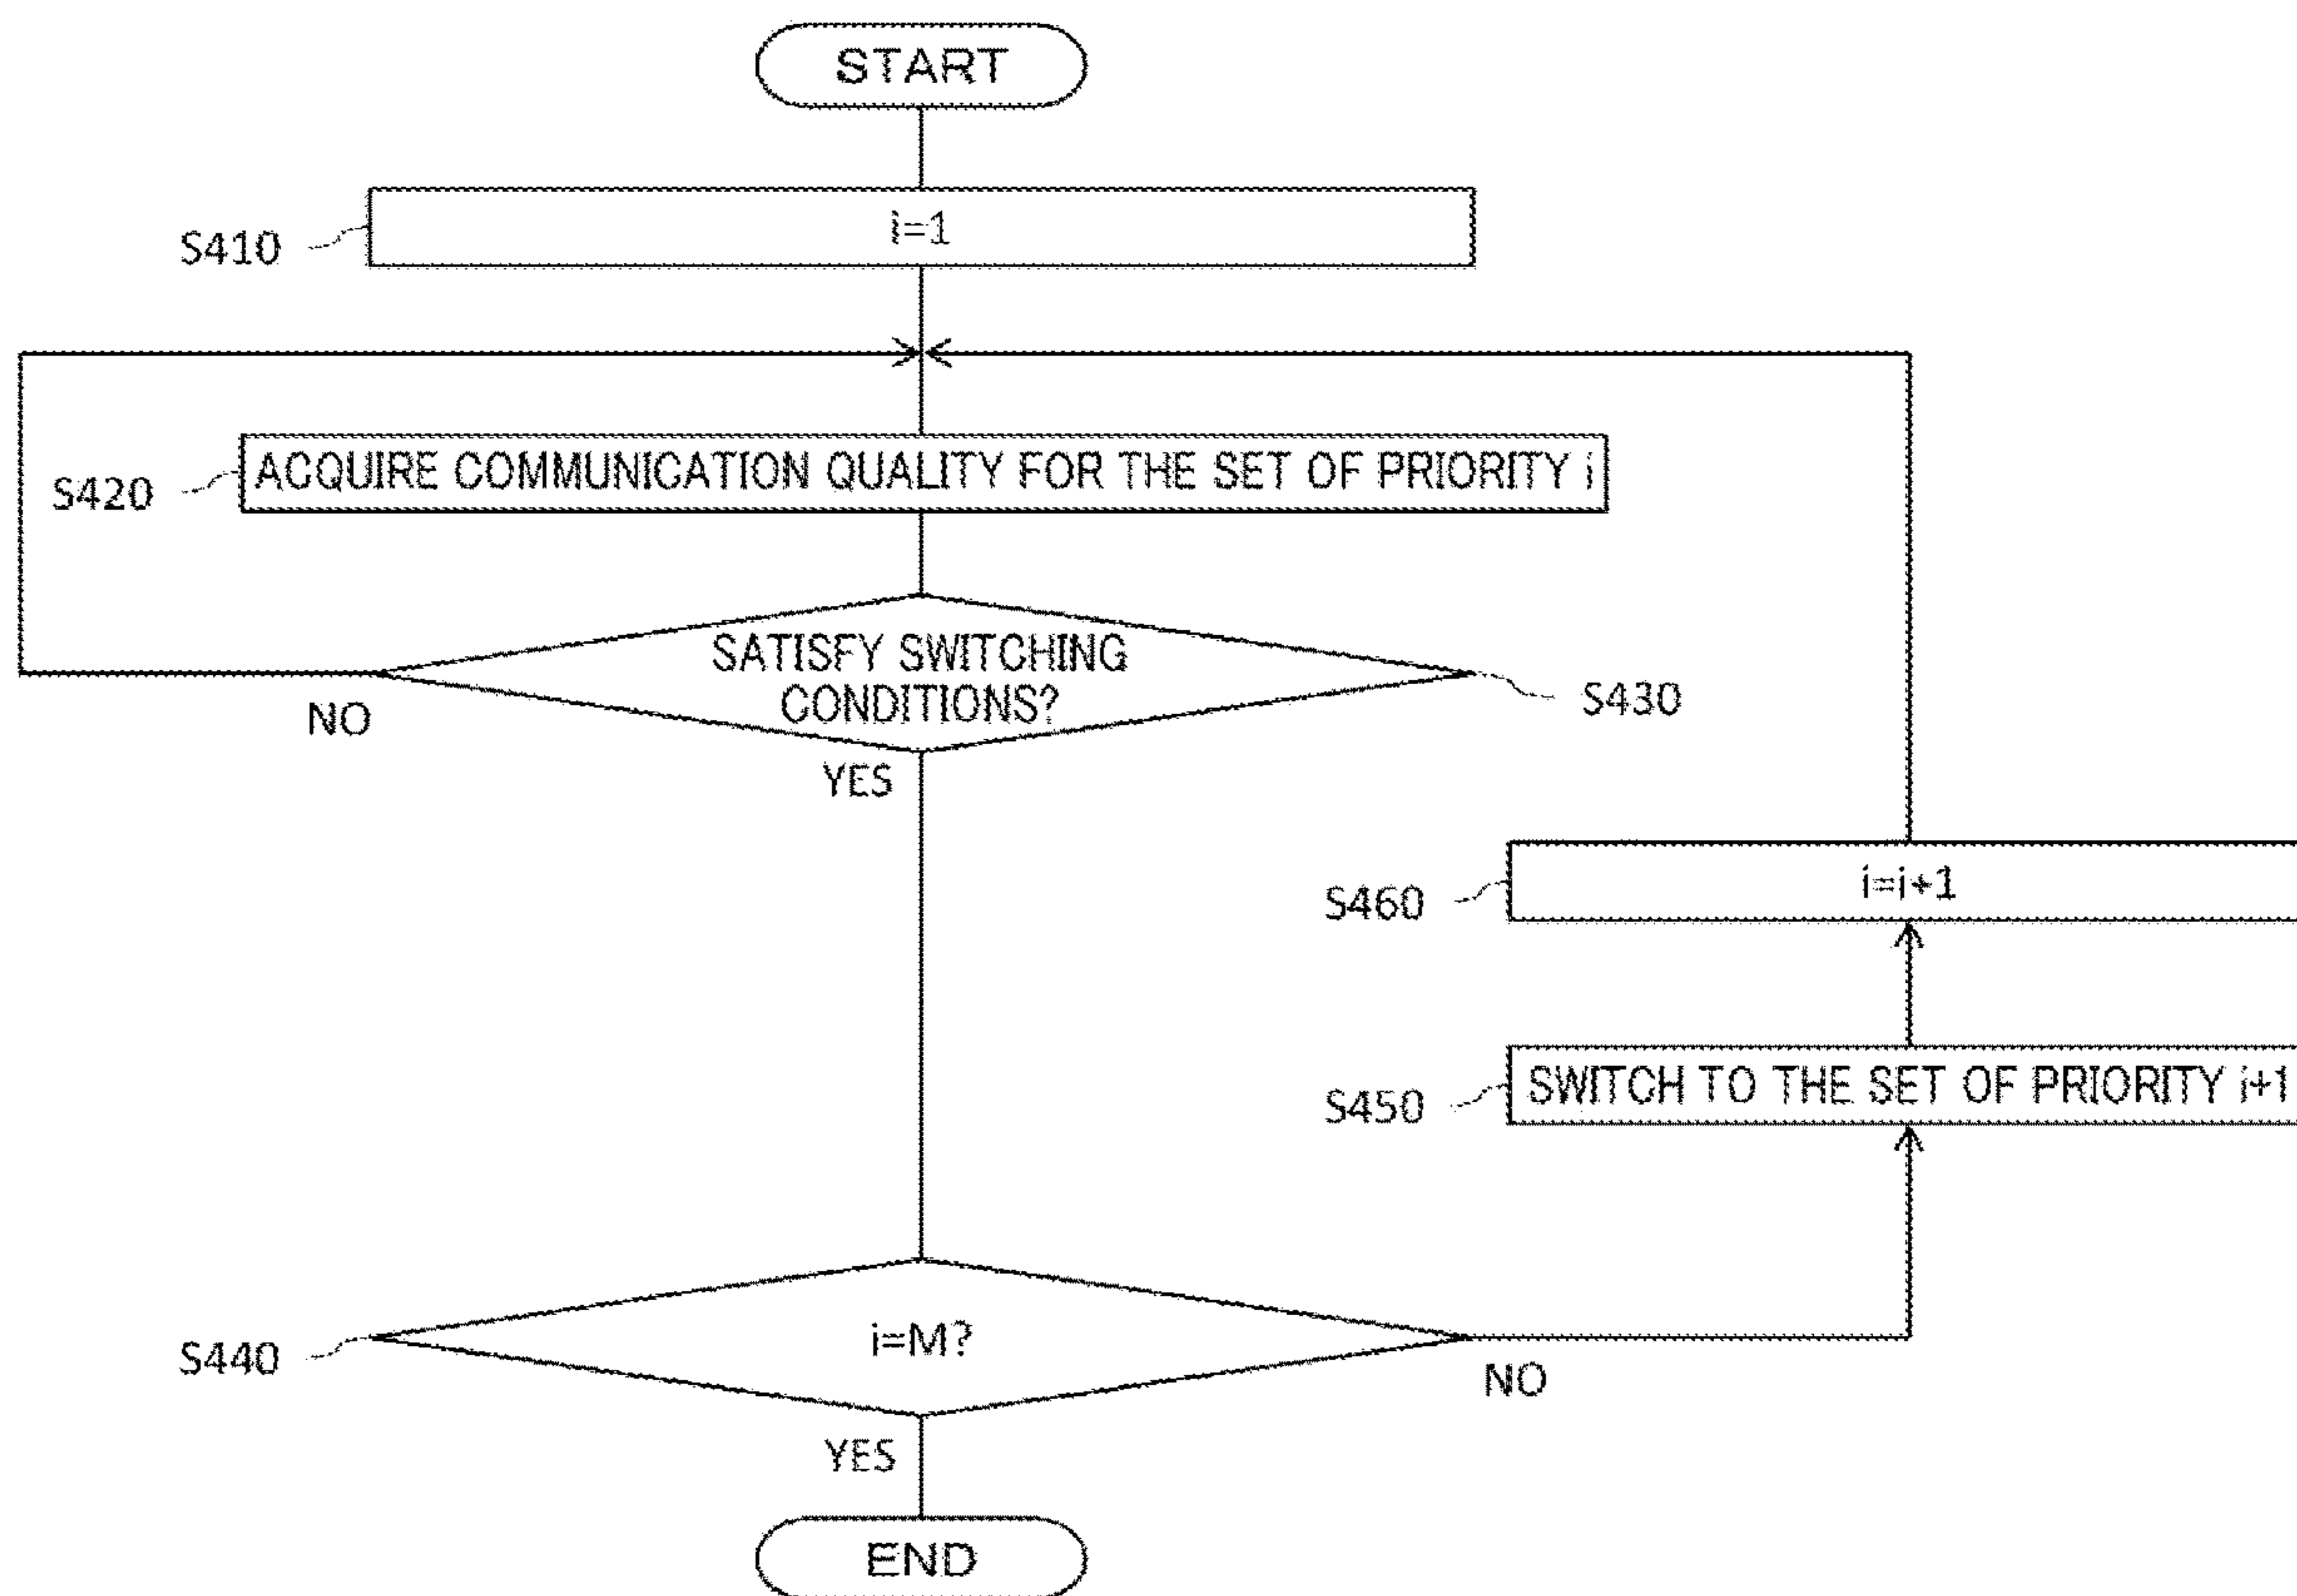 START
S410
i=1
S420
ACQUIRE COMMUNICATION QUALITY FOR THE SET OF PRIORITY i
SATISFY SWITCHING
CONDITIONS?
S430
NO
YES
S460
i=i+1
S450
SWITCH TO THE SET OF PRIORITY i+1
S440
i=M?
NO
YES
END